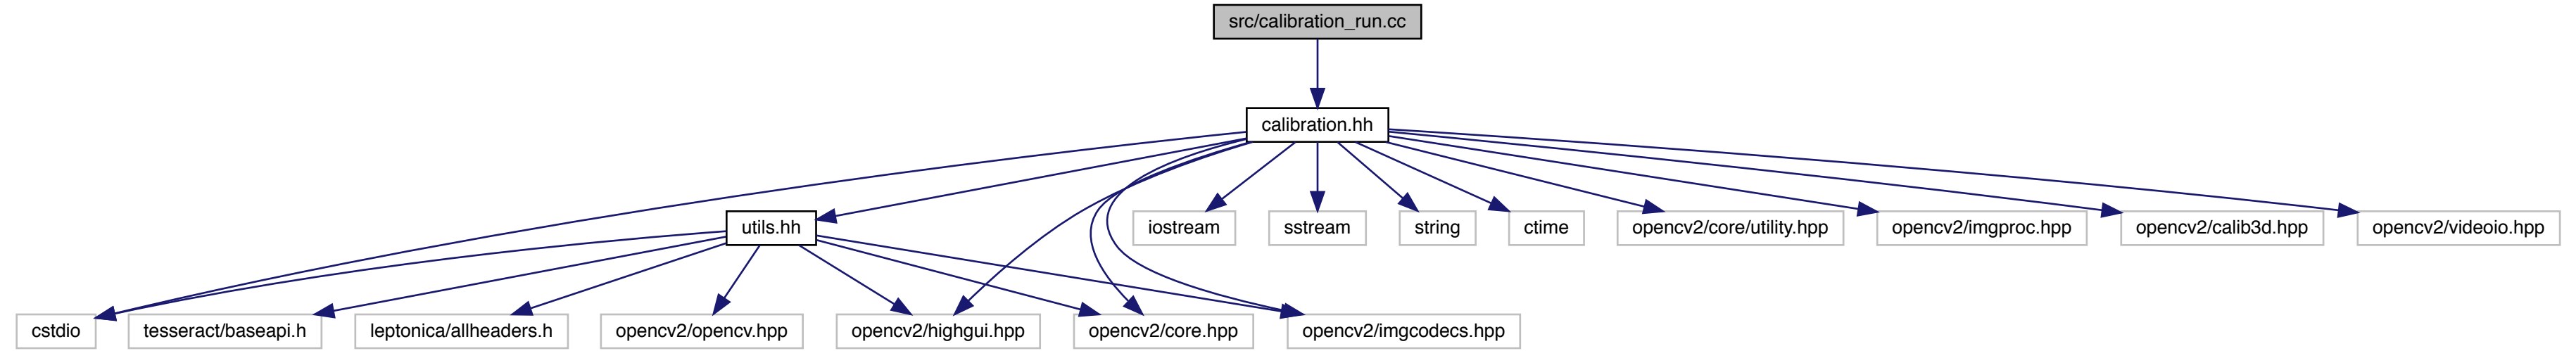 src/calibration_run.cc
calibration.hh
utils.hh
iostream
sstream
string
ctime
opencv2/core/utility.hpp
opencv2/imgproc.hpp
opencv2/calib3d.hpp
opencv2/videoio.hpp
cstdio
tesseract/baseapi.h
leptonica/allheaders.h
opencv2/opencv.hpp
opencv2/highgui.hpp
opencv2/core.hpp
opencv2/imgcodecs.hpp